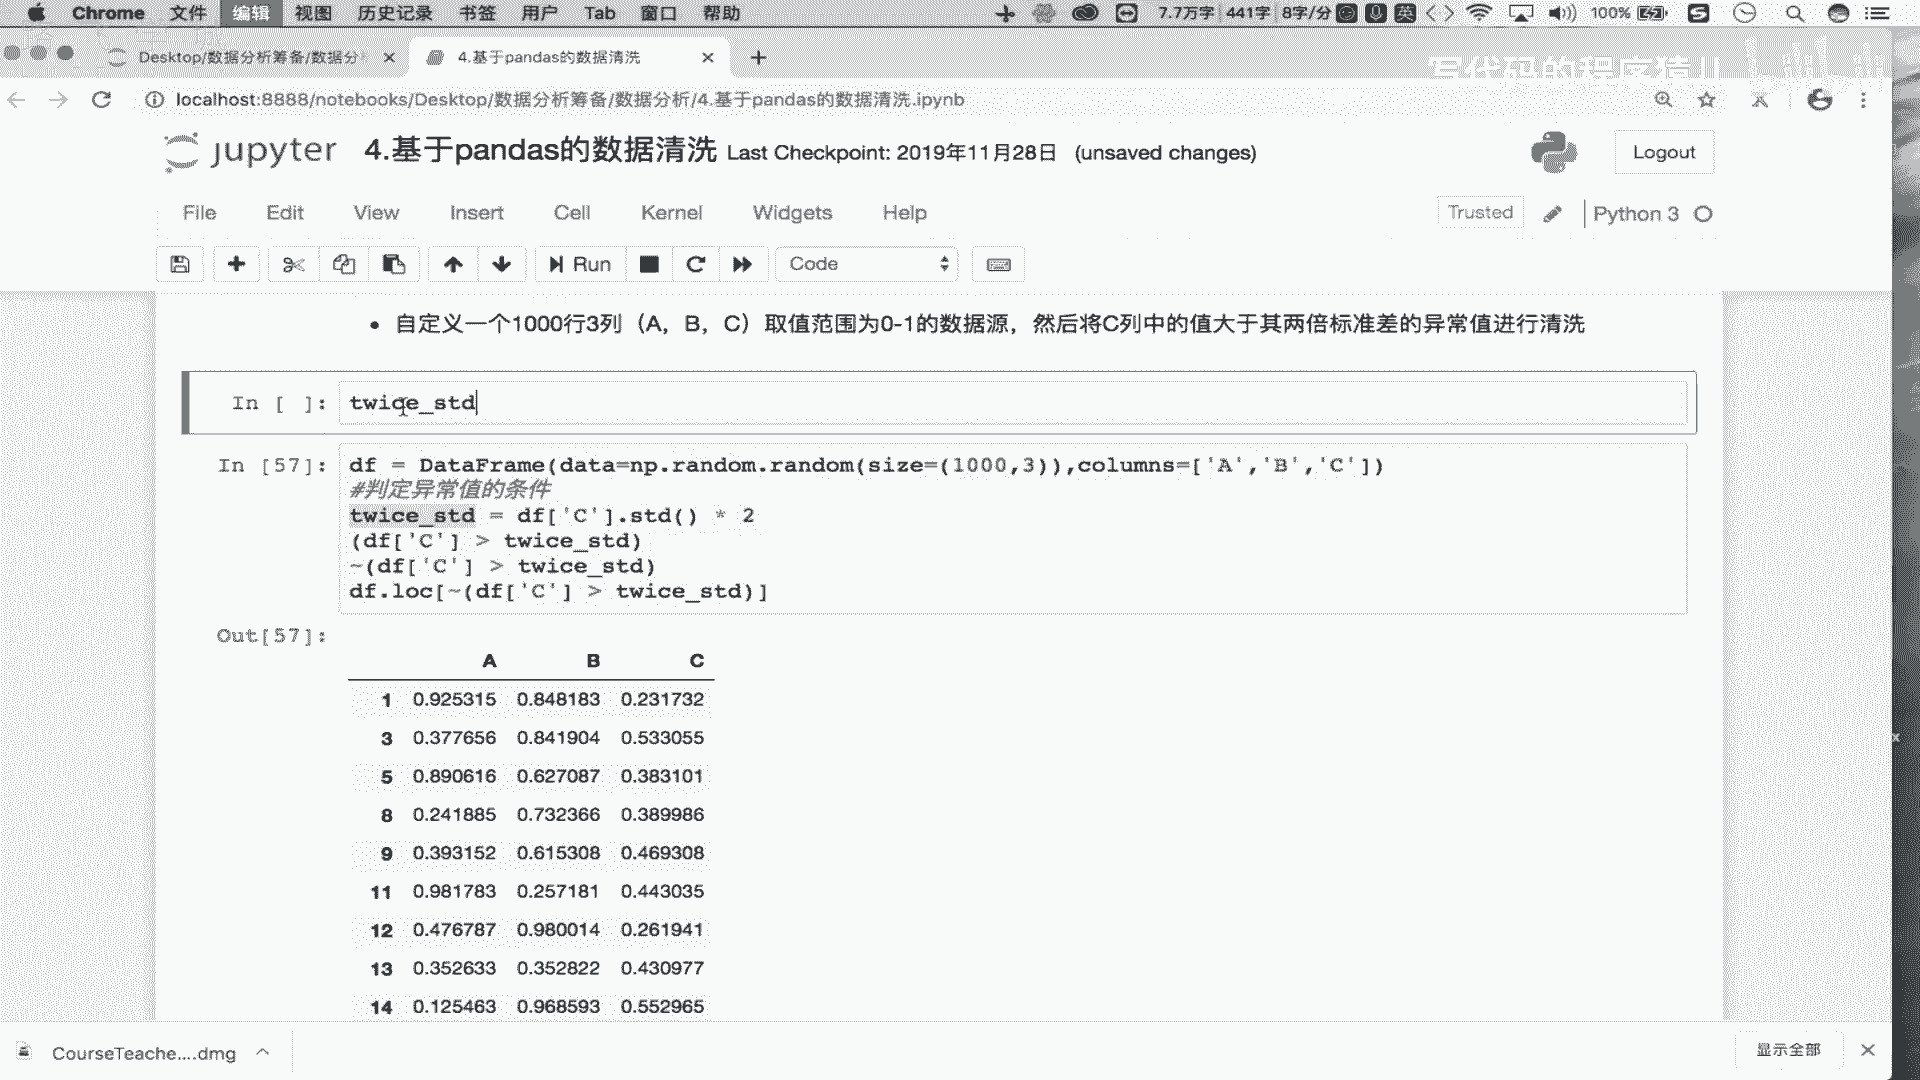 Chrome 文件 编辑 视图 历史记录 书签 用户 Tab 窗口 帮助 7.7万字 441字 8字/分 英 100%
Desktop/数据分析筹备/数据分 4.基于pandas的数据清洗
写代码的程序猿
localhost:8888/notebooks/Desktop/数据分析筹备/数据分析/4.基于pandas的数据清洗.ipynb
jupyter 4.基于pandas的数据清洗 Last Checkpoint: 2019年11月28日 (unsaved changes) Logout
File Edit View Insert Cell Kernel Widgets Help Trusted Python 3
Run Code
• 自定义一个1000行3列（A，B，C）取值范围为0-1的数据源，然后将C列中的值大于其两倍标准差的异常值进行清洗
In [ ]: twice_std
In [57]: df = DataFrame(data=np.random.random(size=(1000,3)),columns=['A','B','C'])
#判定异常值的条件
twice_std = df['C'].std() * 2
(df['C'] > twice_std)
~(df['C'] > twice_std)
df.loc[~(df['C'] > twice_std)]
Out[57]:
A B C
1 0.925315 0.848183 0.231732
3 0.377656 0.841904 0.533055
5 0.890616 0.627087 0.383101
8 0.241885 0.732366 0.389986
9 0.393152 0.615308 0.469308
11 0.981783 0.257181 0.443035
12 0.476787 0.980014 0.261941
13 0.352633 0.352822 0.430977
14 0.125463 0.968593 0.552965
CourseTeache....dmg 显示全部